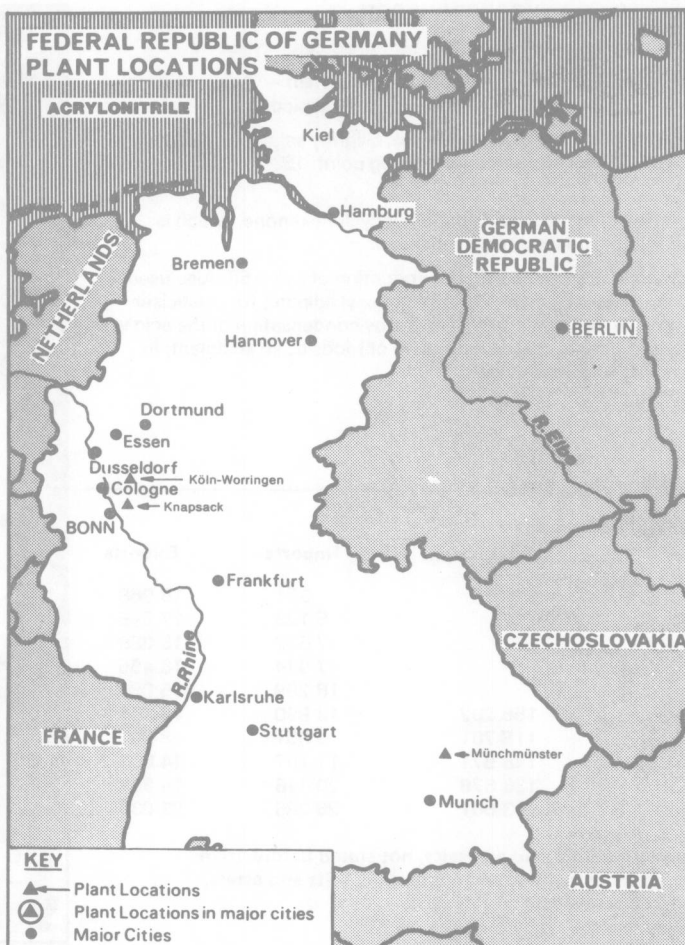 FEDERAL REPUBLIC OF GERMANY
PLANT LOCATIONS
ACRYLONITRILE
Kiel
Hamburg
NETHERLANDS
Bremen
GERMAN
DEMOCRATIC
REPUBLIC
Hannover
BERLIN
Dortmund
Essen
R.Elbe
Dusseldorf
Köln-Worringen
Cologne
Knapsack
BONN
Frankfurt
CZECHOSLOVAKIA
R.Rhine
Karlsruhe
FRANCE
Stuttgart
Münchmünster
Munich
KEY
Plant Locations
Plant Locations in major cities
Major Cities
AUSTRIA